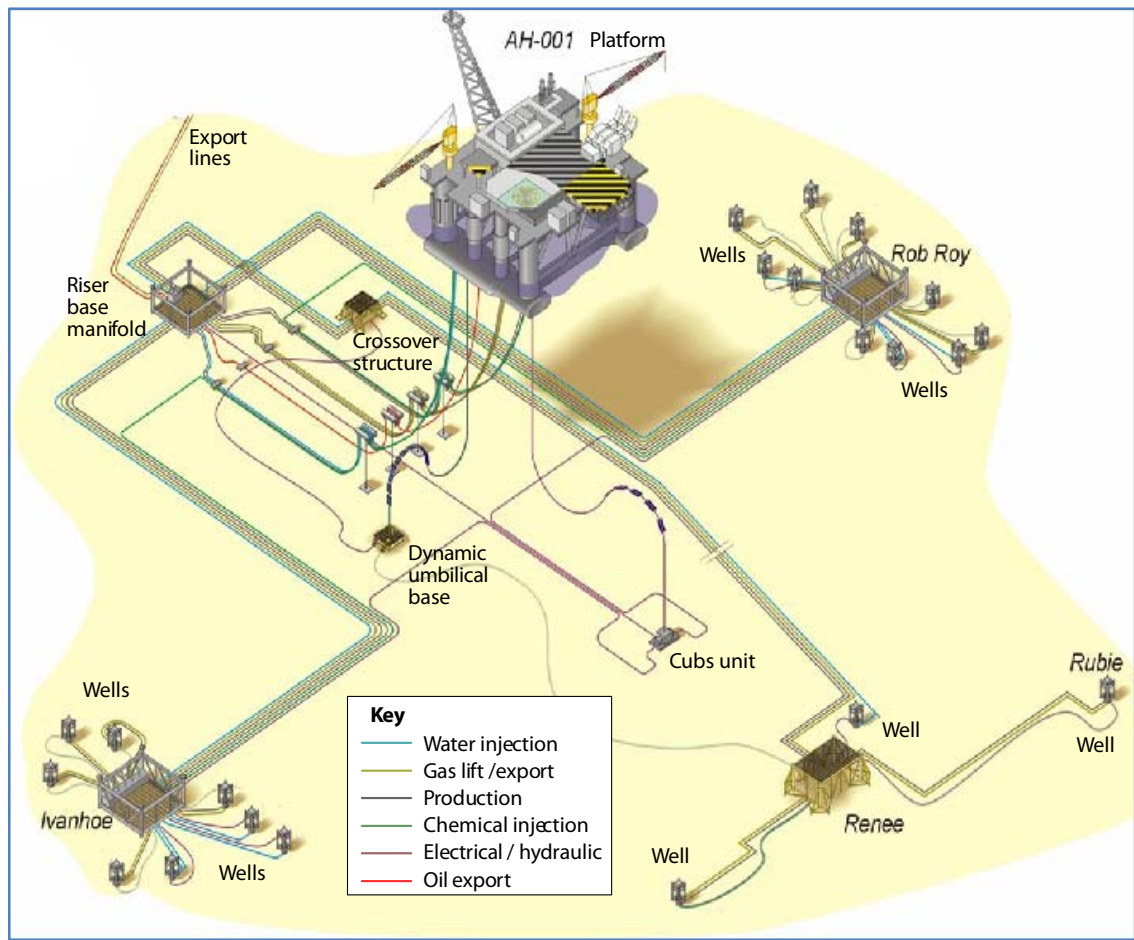 AH-001 Platform
Export
lines
Wells
Rob Roy
Riser
base
manifold
Crossover
structure
Wells
Dynamic
umbilical
base
Cubs unit
Rubie
Wells
Well
Well
Key
Water injection
Gas lift /export
Production
Chemical injection
Electrical / hydraulic
Oil export
Ivanhoe
Renee
Well
Wells